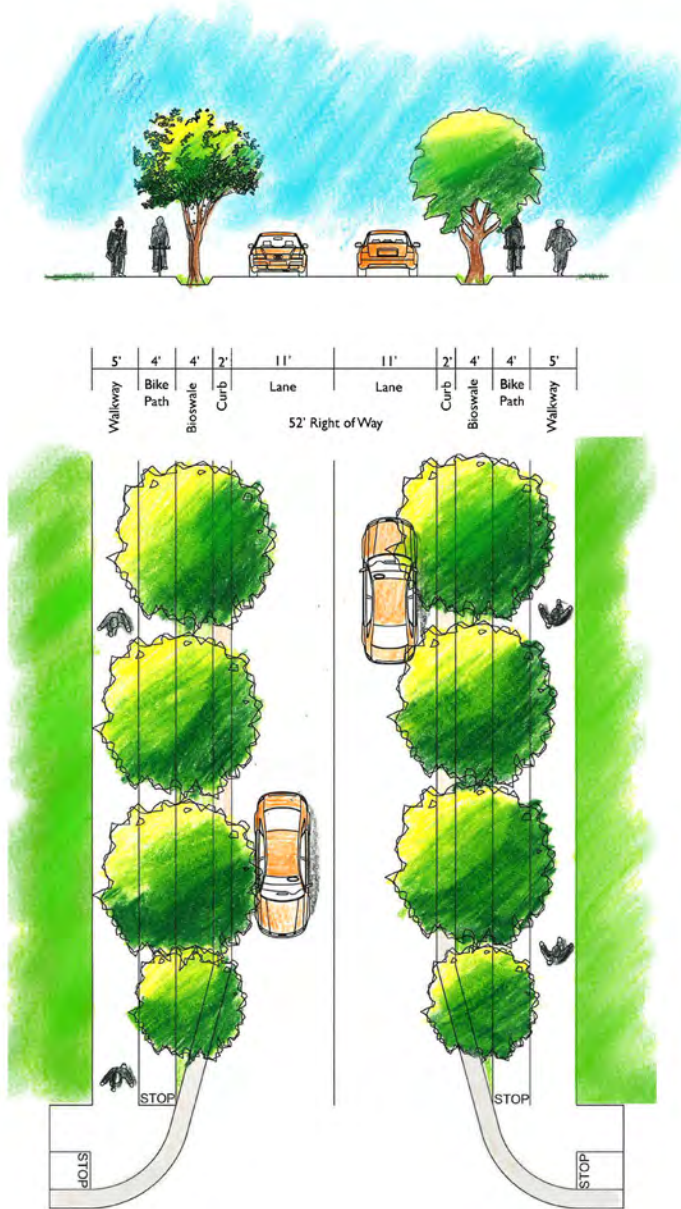 5' 4' 4' 2' 11' 11' 2' 4' 4' 5'
Walkway Bike Path Bioswale Curb Lane Lane Curb Bioswale Bike Path Walkway
52' Right of Way
STOP STOP
STOP STOP